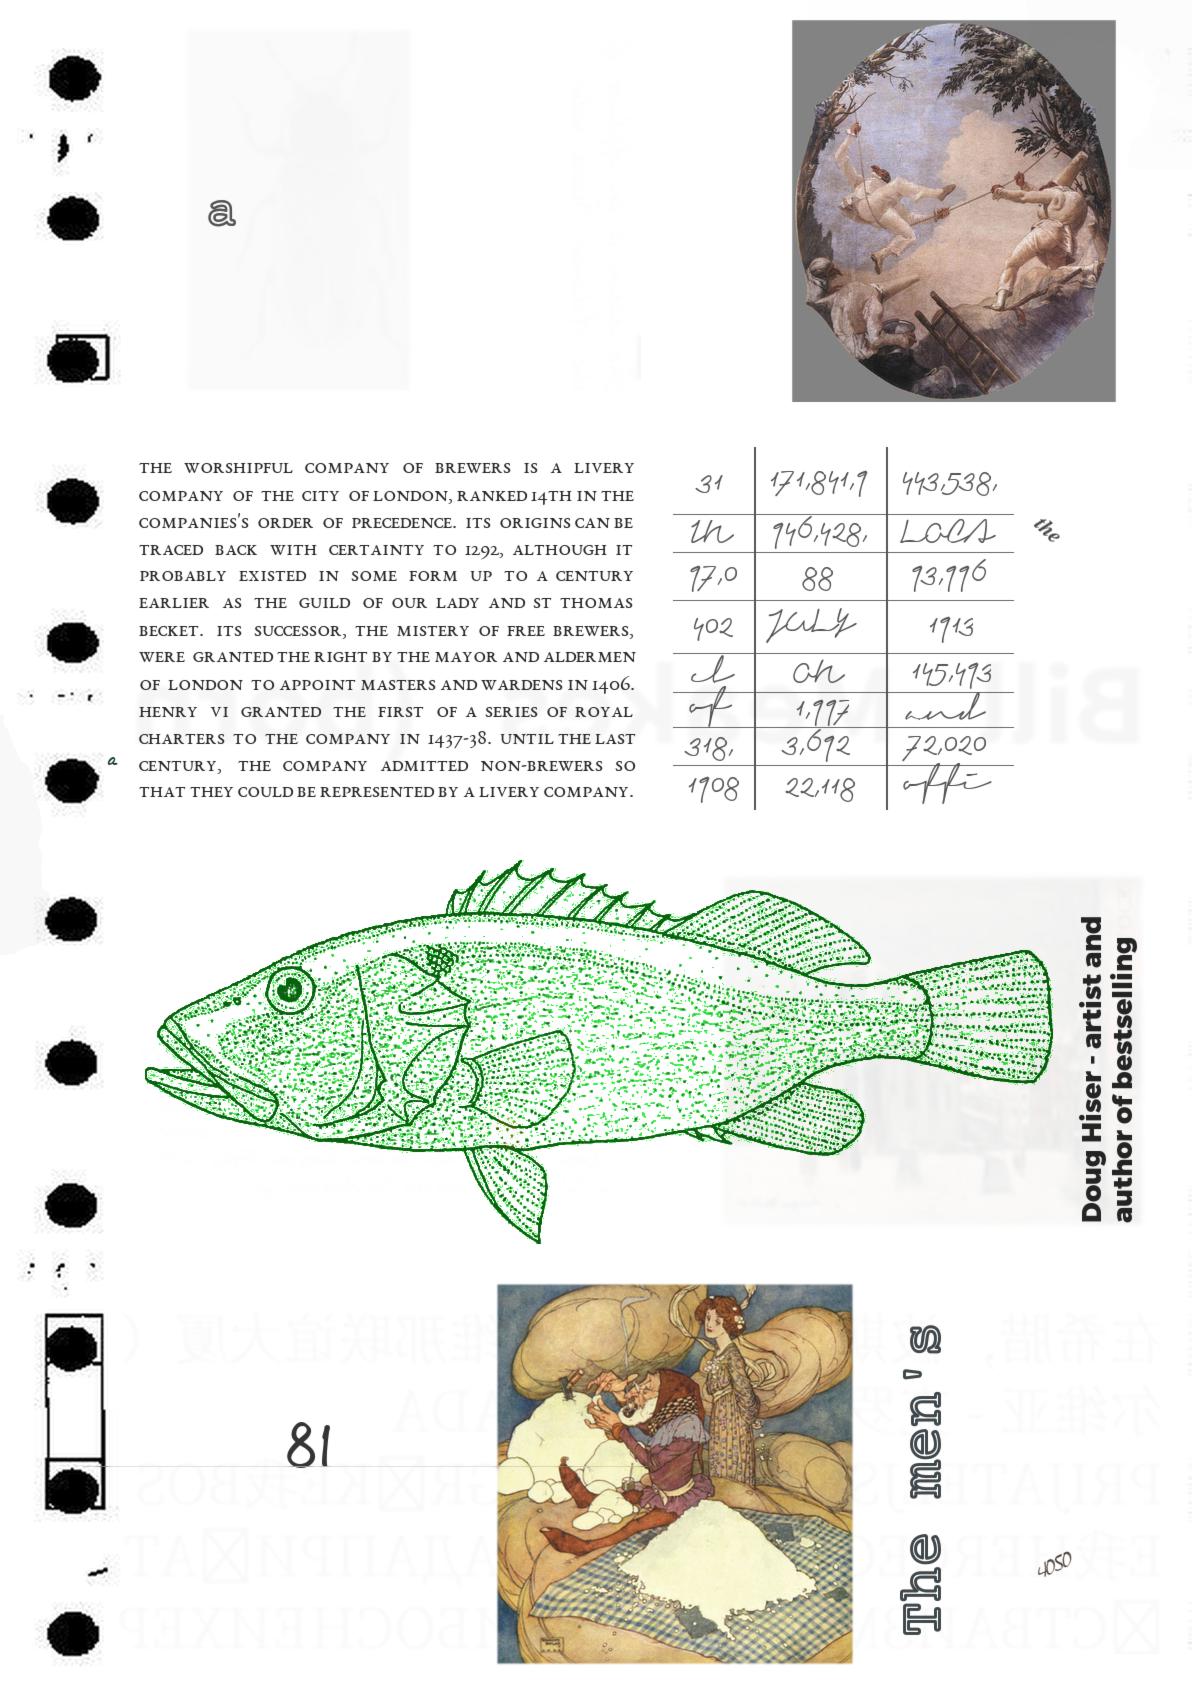 a
THE WORSHIPFUL COMPANY OF BREWERS IS A LIVERY
COMPANY OF THE CITY OF LONDON, RANKED 14TH IN THE
COMPANIES'S ORDER OF PRECEDENCE. ITS ORIGINS CAN BE
TRACED BACK WITH CERTAINTY TO 1292, ALTHOUGH IT
PROBABLY EXISTED IN SOME FORM UP TO A CENTURY
EARLIER AS THE GUILD OF OUR LADY AND ST THOMAS
BECKET. ITS SUCCESSOR, THE MISTERY OF FREE BREWERS,
WERE GRANTED THE RIGHT BY THE MAYOR AND ALDERMEN
OF LONDON TO APPOINT MASTERS AND WARDENS IN 1406.
HENRY VI GRANTED THE FIRST OF A SERIES OF ROYAL
CHARTERS TO THE COMPANY IN 1437-38. UNTIL THE LAST
CENTURY, THE COMPANY ADMITTED NON-BREWERS SO
THAT THEY COULD BE REPRESENTED BY A LIVERY COMPANY.
a
31 171,841,9 443,538,
In 946,428, LOCA
97,0 88 93,996
402 JULY 1913
I on 145,493
of 1,997 and
318, 3,692 72,020
1908 22,118 offi
the
Doug Hiser - artist and
author of bestselling
81
The men's
4050